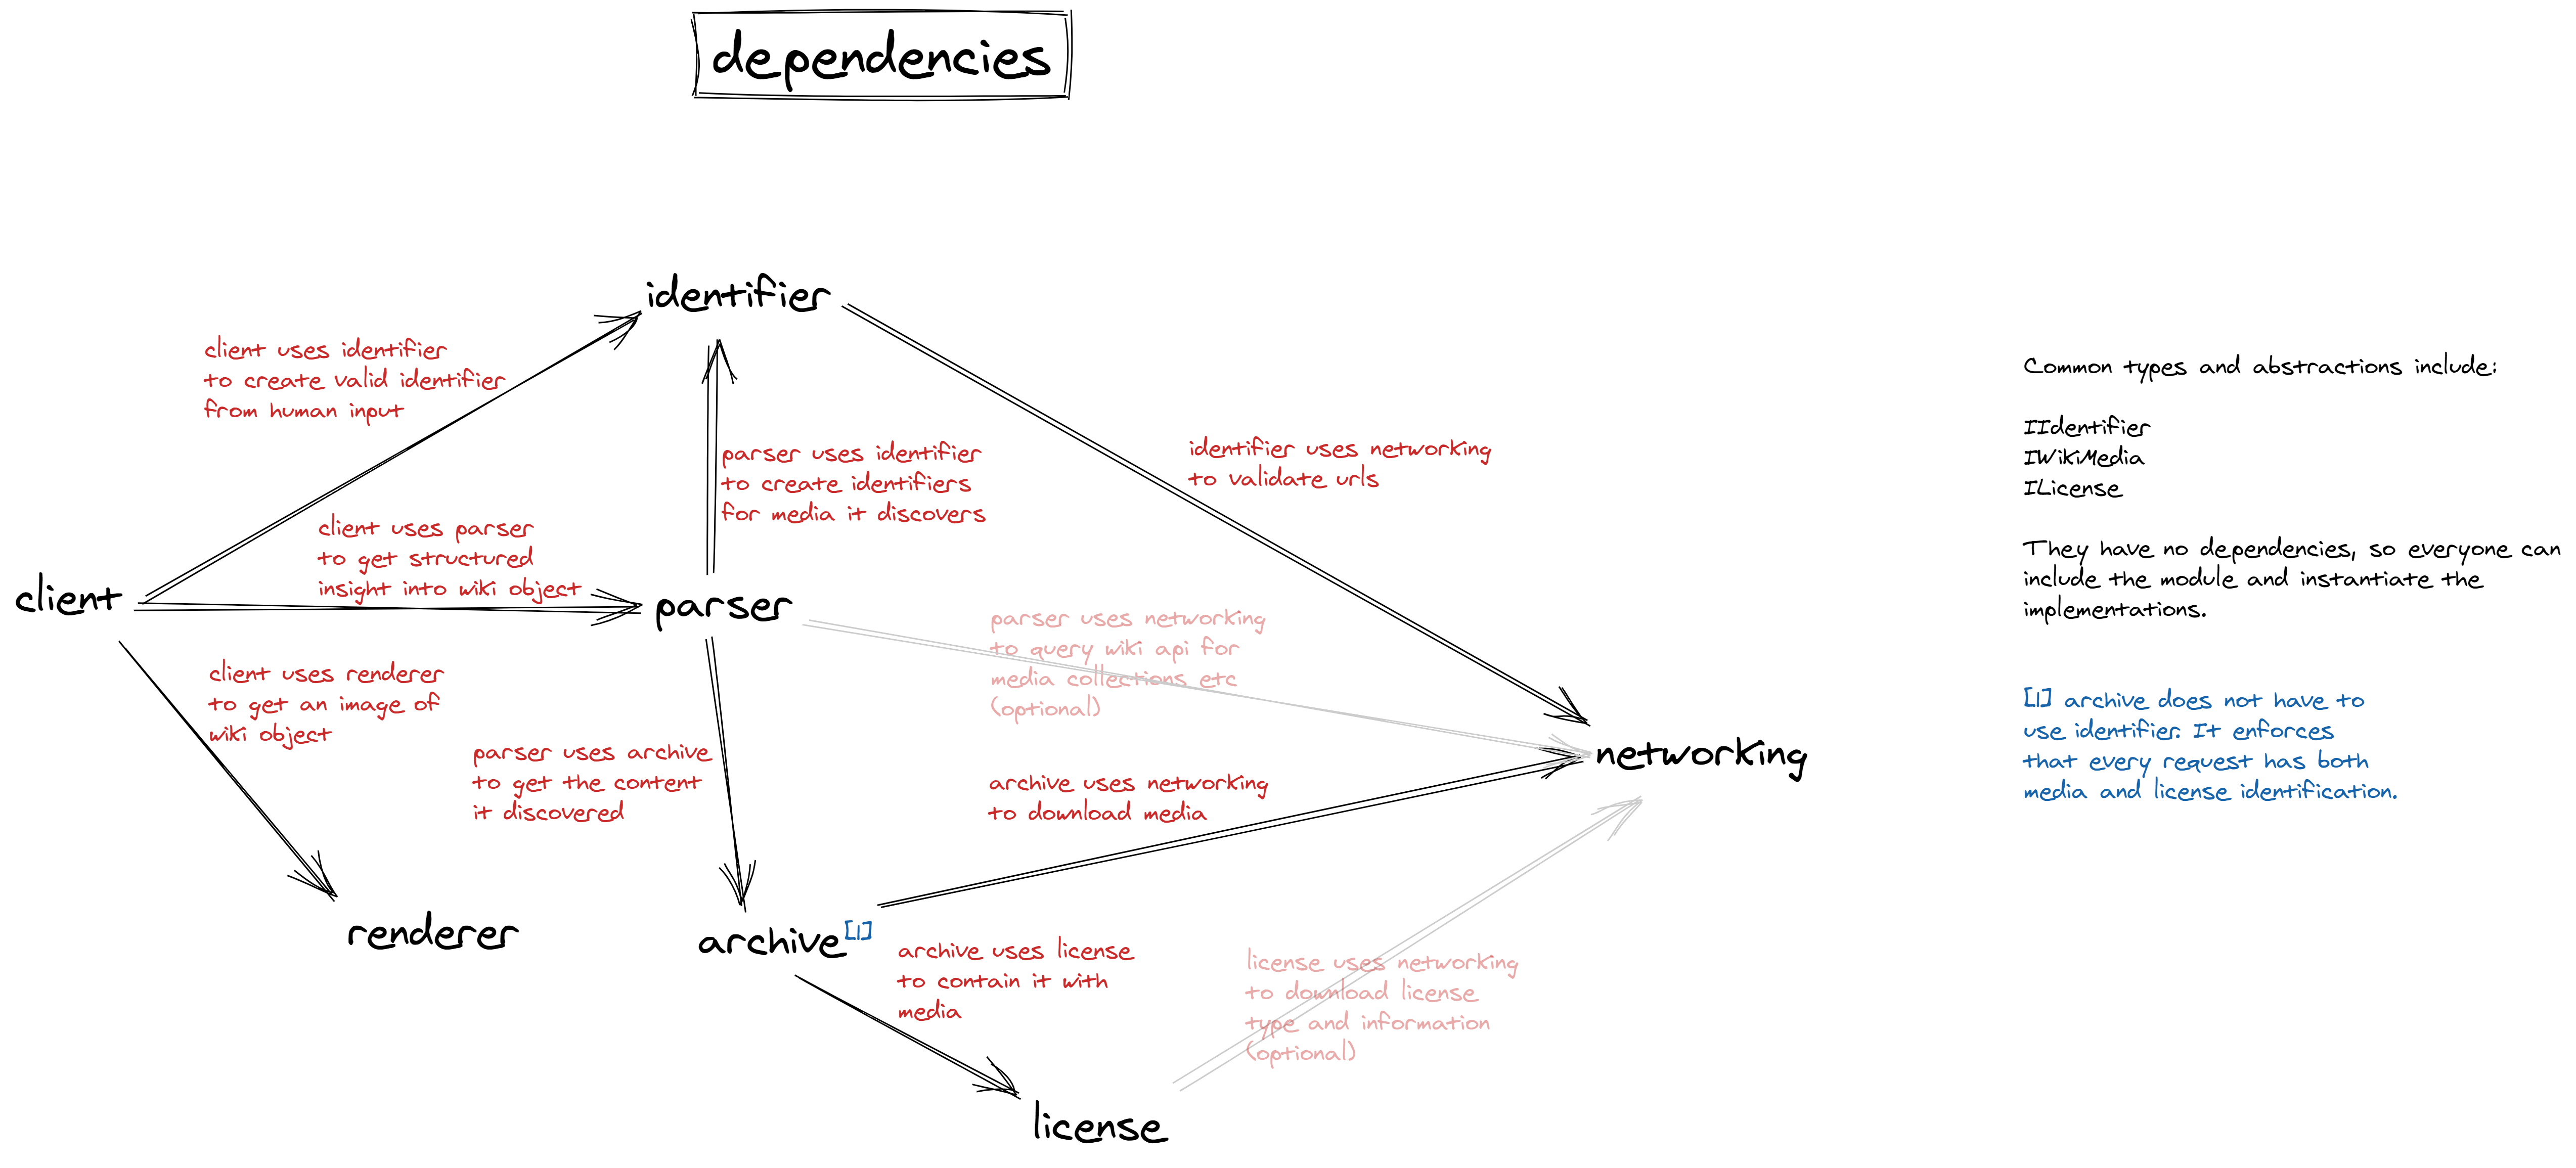 dependencies
identifier
client uses identifier
to create valid identifier
from human input
parser uses identifier
to create identifiers
for media it discovers
identifier uses networking
to validate urls
client uses parser
to get structured
insight into wiki object
client
parser
parser uses networking
to query wiki api for
media collections etc
(optional)
networking
client uses renderer
to get an image of
wiki object
parser uses archive
to get the content
it discovered
archive uses networking
to download media
renderer
archive[1]
archive uses license
to contain it with
media
license uses networking
to download license
type and information
(optional)
license
Common types and abstractions include:
IIdentifier
IWikiMedia
ILicense
They have no dependencies, so everyone can
include the module and instantiate the
implementations.
[1] archive does not have to
use identifier. It enforces
that every request has both
media and license identification.